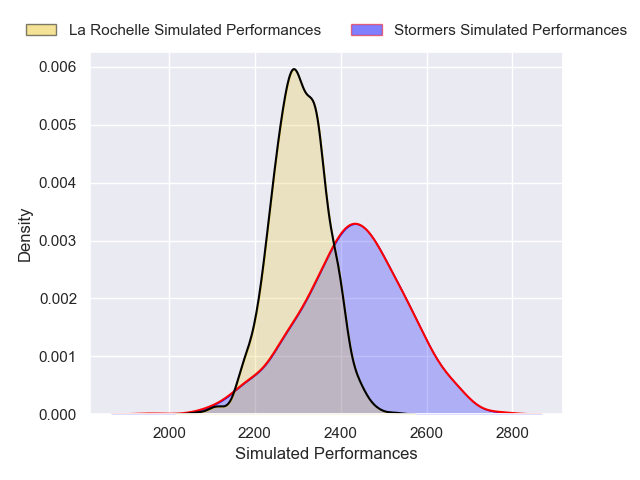 La Rochelle Simulated Performances Stormers Simulated Performances
0.006
0.005
0.004
0.003
0.002
0.001
0.000
Density
2000 2200 2400 2600 2800
Simulated Performances